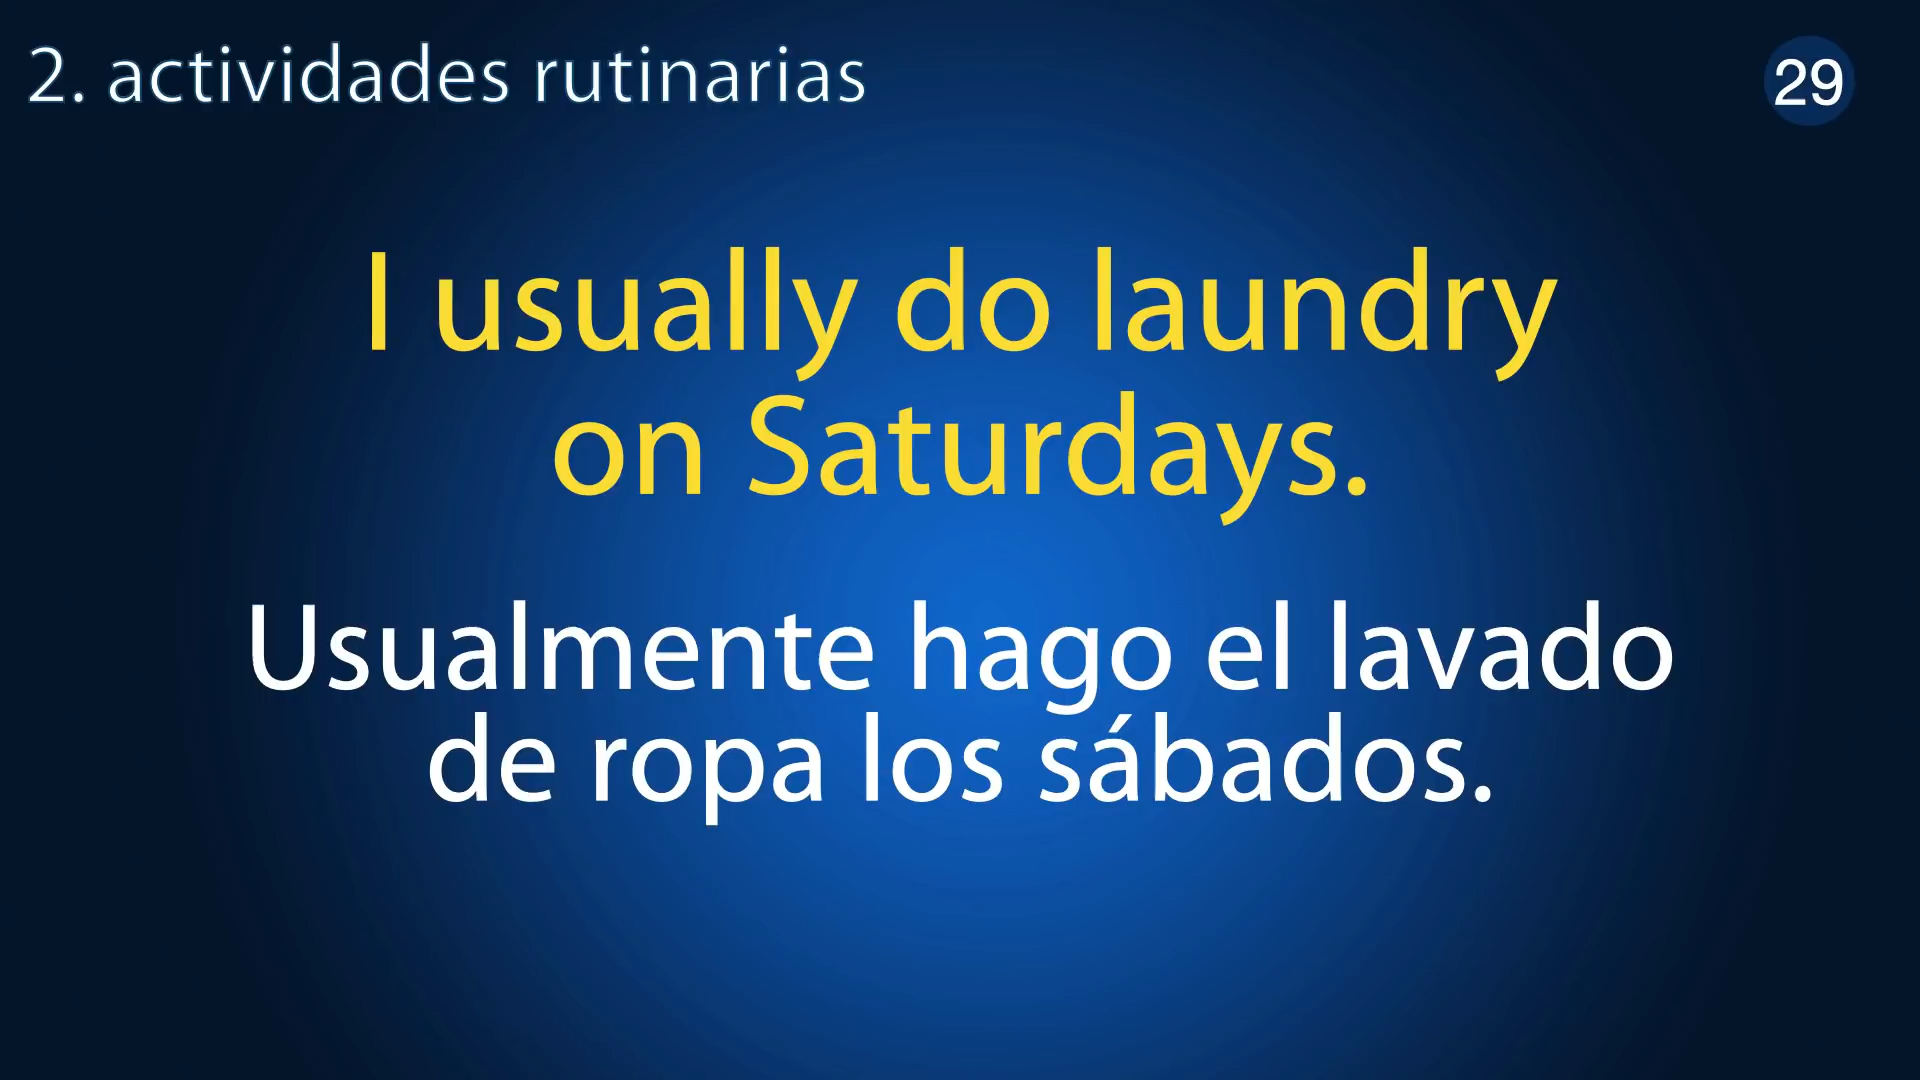 2. actividades rutinarias
29
I usually do laundry
on Saturdays.
Usualmente hago el lavado
de ropa los sábados.